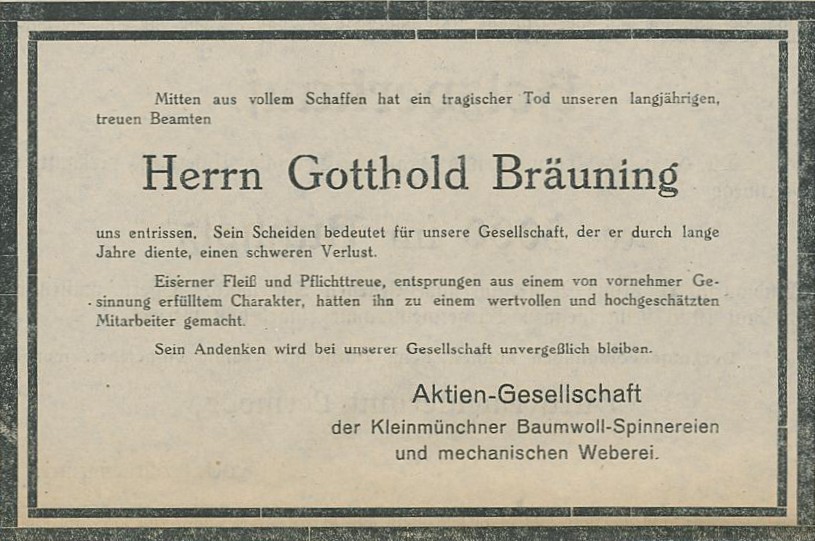 Mitten aus vollem Schaffen hat ein tragischer Tod unseren langjährigen,
treuen Beamten
Herrn Gotthold Bräuning
uns entrissen. Sein Scheiden bedeutet für unsere Gesellschaft, der er durch lange
Jahre diente, einen schweren Verlust.
Eiserner Fleiß und Pflichttreue, entsprungen aus einem von vornehmer Ge-
sinnung erfülltem Charakter, hatten ihn zu einem wertvollen und hochgeschätzten
Mitarbeiter gemacht.
Sein Andenken wird bei unserer Gesellschaft unvergeßlich bleiben.
Aktien-Gesellschaft
der Kleinmünchner Baumwoll-Spinnereien
und mechanischen Weberei.